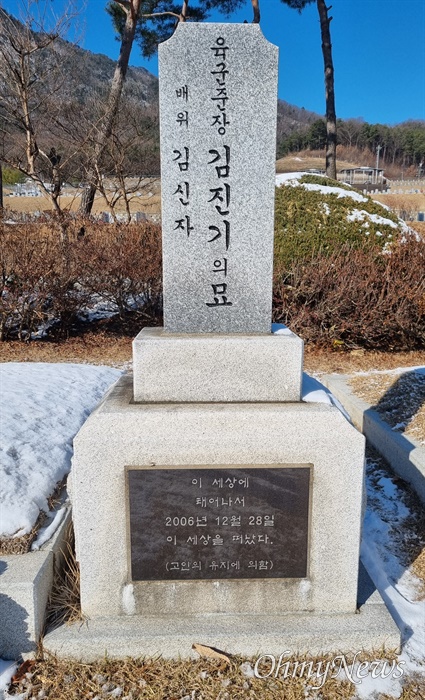 육군준장 김진기의 묘
배위 김신자
이 세상에
태어나서
2006년 12월 28일
이 세상을 떠났다.
(고인의 유지에 의함)
OhmyNews